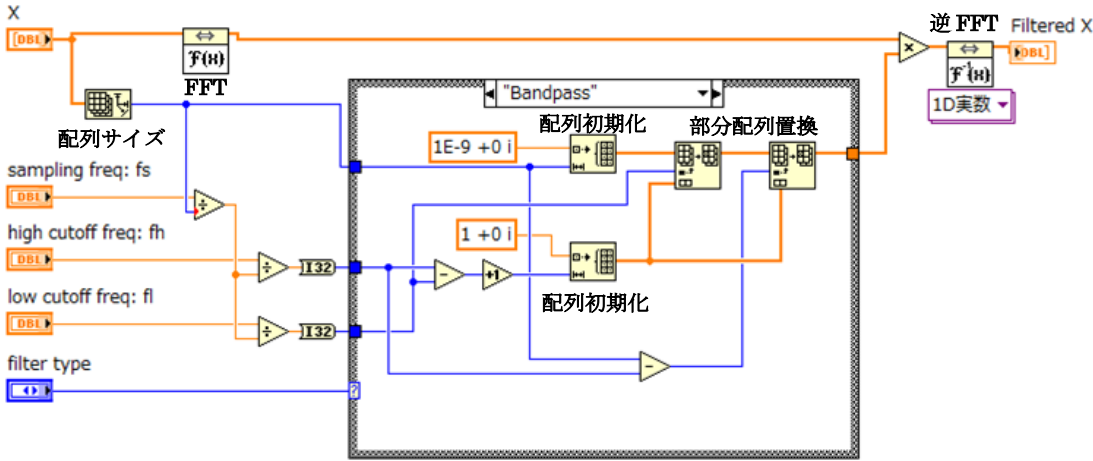 X
[DBL]
FFT
F(x)
配列サイズ
sampling freq: fs
DBL
÷
high cutoff freq: fh
DBL
÷
I32
low cutoff freq: fl
DBL
÷
I32
filter type
?
"Bandpass"
配列初期化
1E-9 +0 i
部分配列置換
1 +0 i
配列初期化
−
+1
−
×
逆 FFT
F-1(x)
1D実数
Filtered X
[DBL]